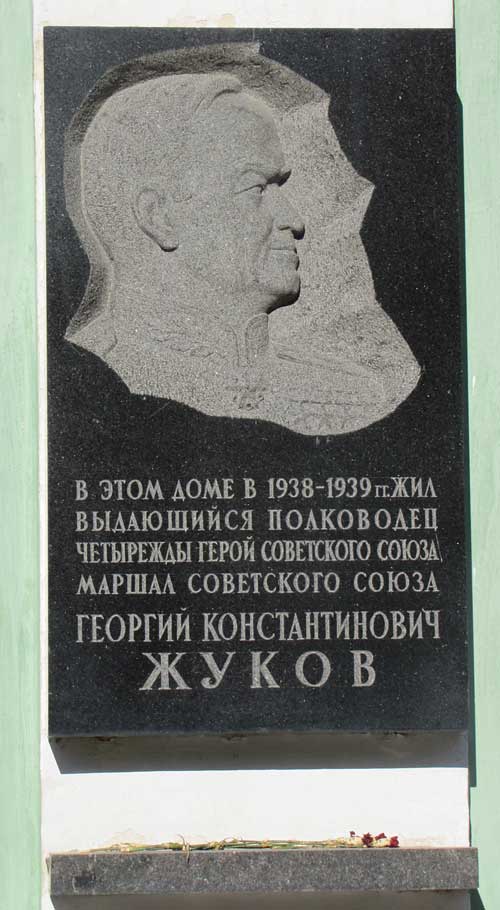 В ЭТОМ ДОМЕ В 1938-1939 гг. ЖИЛ
ВЫДАЮЩИЙСЯ ПОЛКОВОДЕЦ
ЧЕТЫРЕЖДЫ ГЕРОЙ СОВЕТСКОГО СОЮЗА
МАРШАЛ СОВЕТСКОГО СОЮЗА
ГЕОРГИЙ КОНСТАНТИНОВИЧ
ЖУКОВ